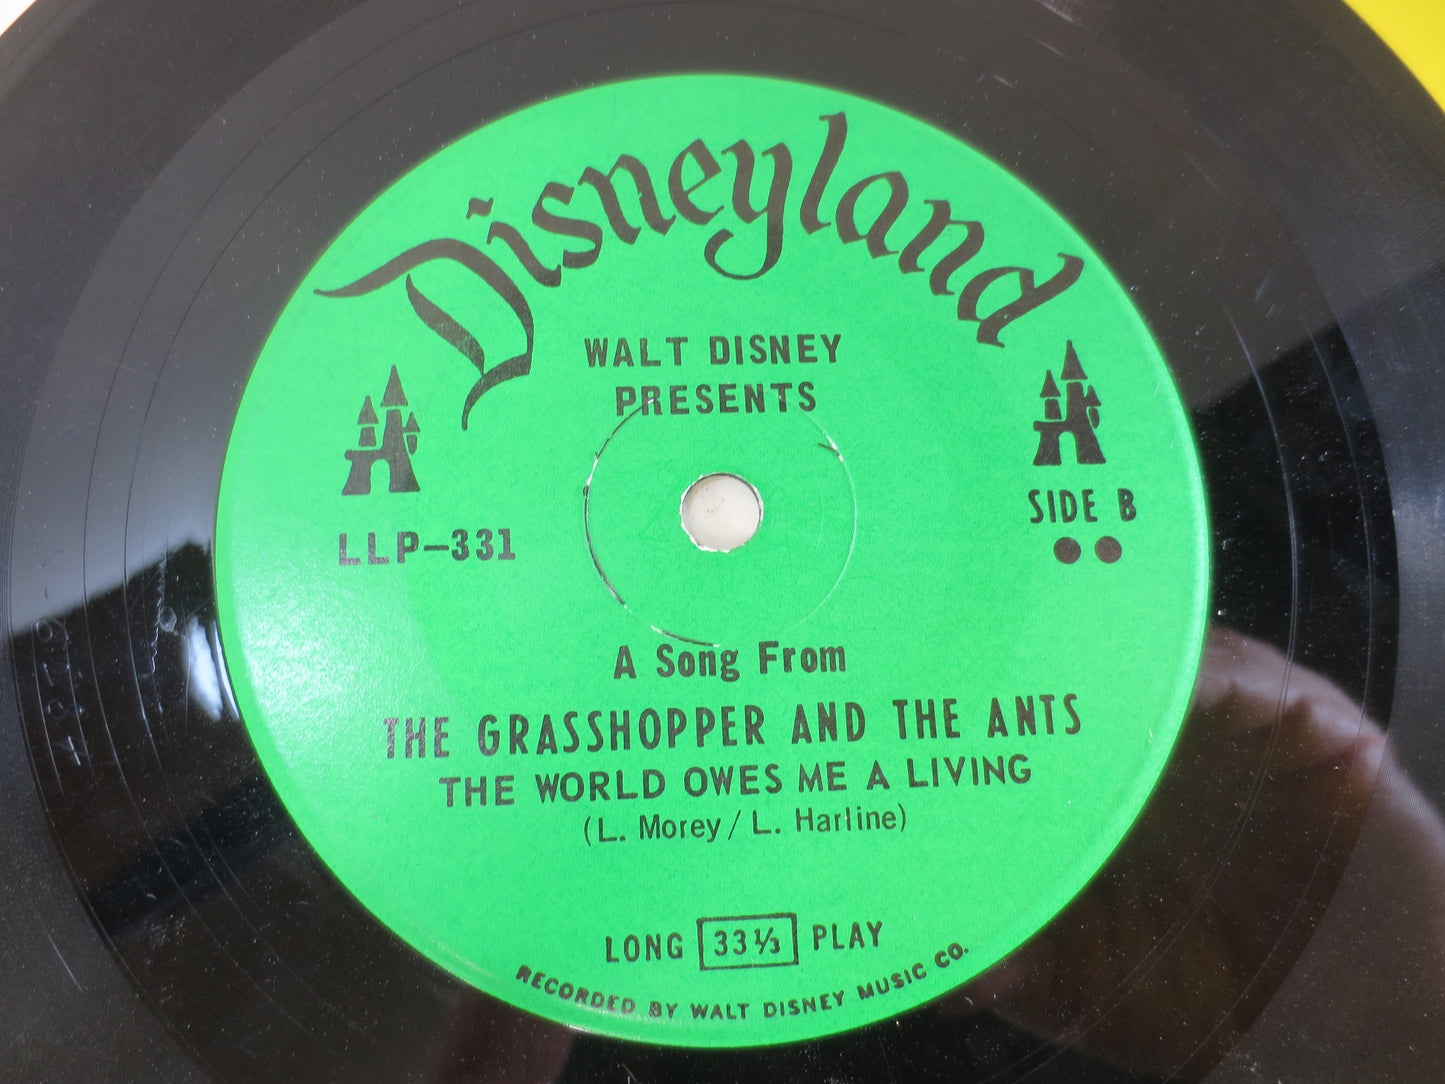 Disneyland
WALT DISNEY
PRESENTS
LLP-331
SIDE B
A Song From
THE GRASSHOPPER AND THE ANTS
THE WORLD OWES ME A LIVING
(L. Morey / L. Harline)
LONG 33⅓ PLAY
RECORDED BY WALT DISNEY MUSIC CO.